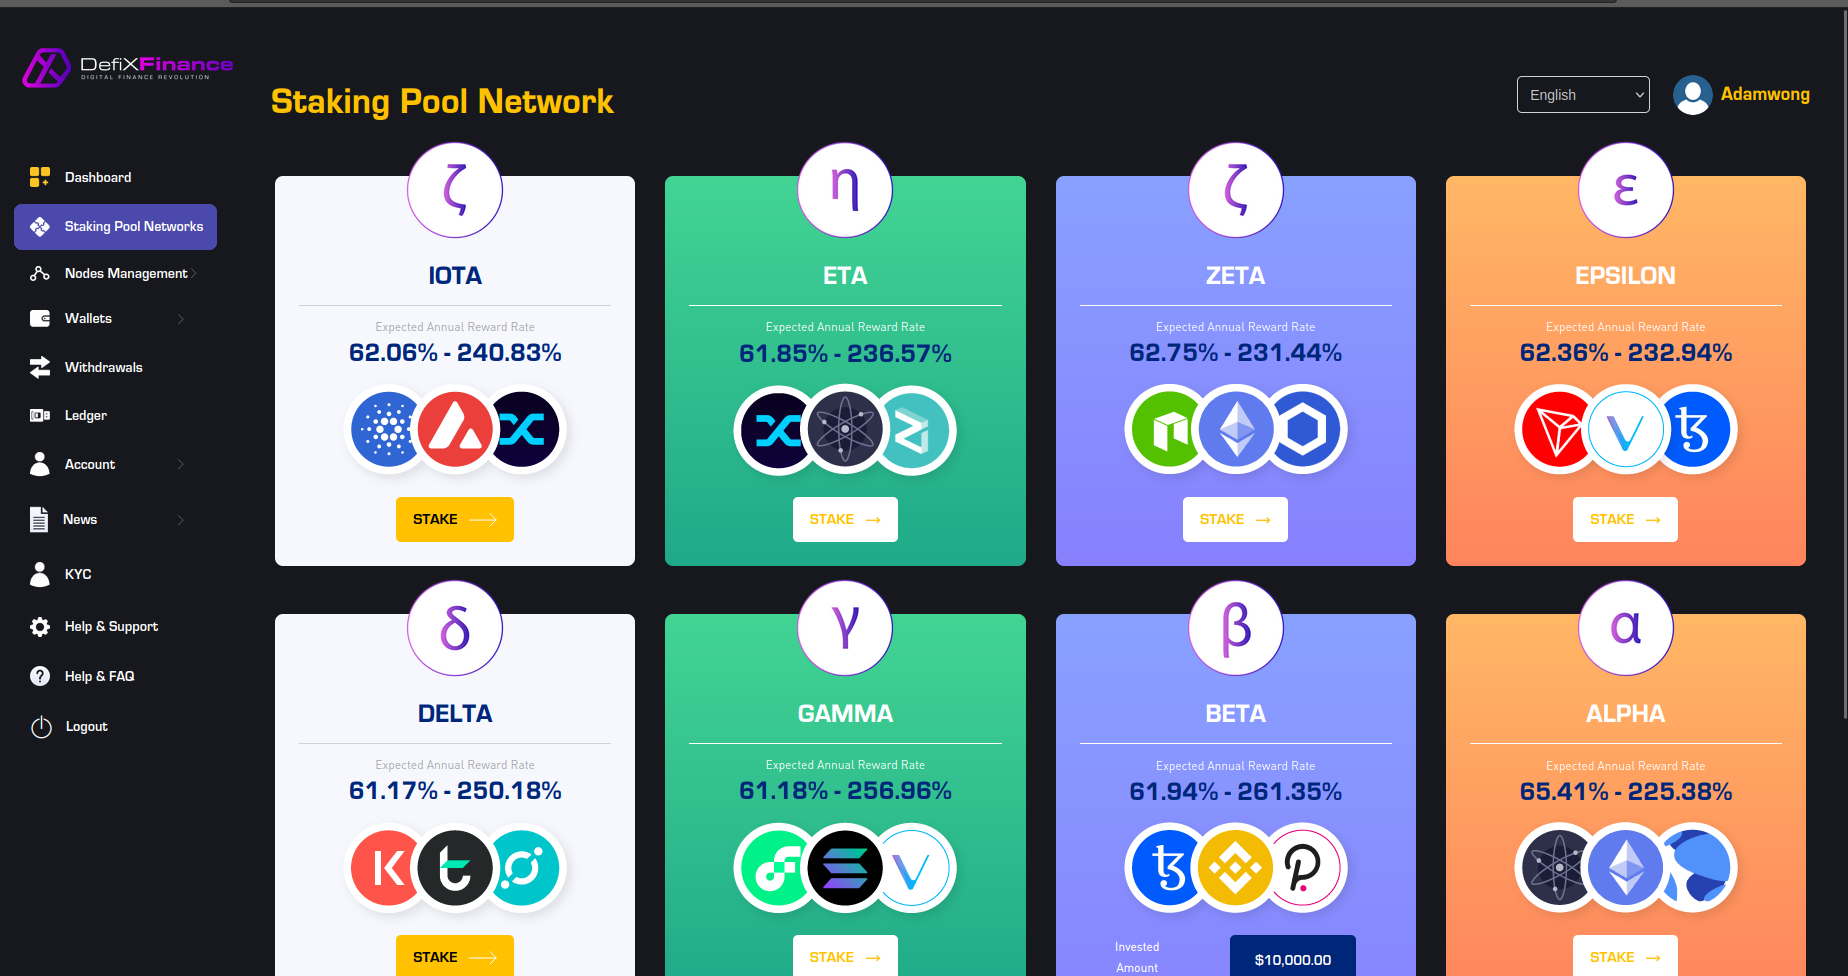 DefiXFinance
DIGITAL FINANCE REVOLUTION
Staking Pool Network
English
Adamwong
Dashboard
Staking Pool Networks
Nodes Management
Wallets
Withdrawals
Ledger
Account
News
KYC
Help & Support
Help & FAQ
Logout
ζ
IOTA
Expected Annual Reward Rate
62.06% - 240.83%
STAKE
η
ETA
Expected Annual Reward Rate
61.85% - 236.57%
STAKE
ζ
ZETA
Expected Annual Reward Rate
62.75% - 231.44%
STAKE
ε
EPSILON
Expected Annual Reward Rate
62.36% - 232.94%
STAKE
δ
DELTA
Expected Annual Reward Rate
61.17% - 250.18%
STAKE
γ
GAMMA
Expected Annual Reward Rate
61.18% - 256.96%
STAKE
β
BETA
Expected Annual Reward Rate
61.94% - 261.35%
Invested
Amount
$10,000.00
α
ALPHA
Expected Annual Reward Rate
65.41% - 225.38%
STAKE